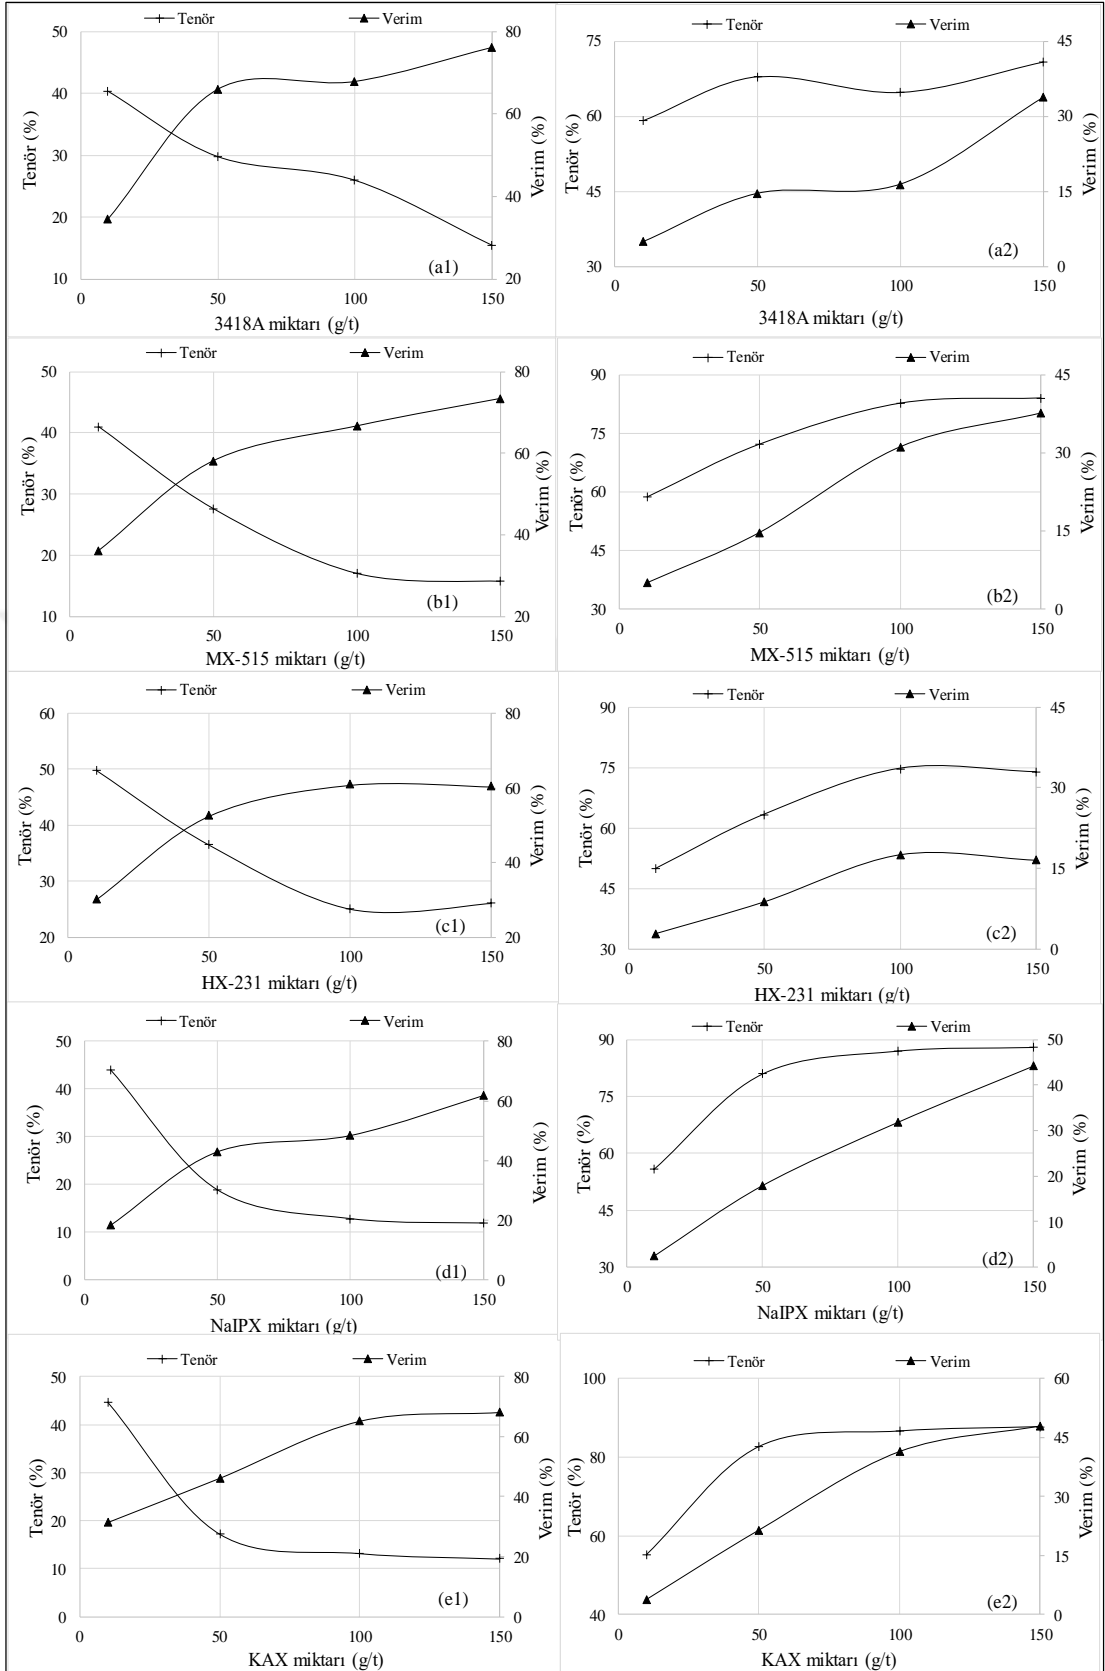 Tenör Verim
50
40
30
20
10
80
60
40
20
0 50 100 150
Tenör (%)
Verim (%)
(a1)
3418A miktarı (g/t)
Tenör Verim
75
60
45
30
45
30
15
0
0 50 100 150
Tenör (%)
Verim (%)
(a2)
3418A miktarı (g/t)
Tenör Verim
50
40
30
20
10
80
60
40
20
0 50 100 150
Tenör (%)
Verim (%)
(b1)
MX-515 miktarı (g/t)
Tenör Verim
90
75
60
45
30
45
30
15
0
0 50 100 150
Tenör (%)
Verim (%)
(b2)
MX-515 miktarı (g/t)
Tenör Verim
60
50
40
30
20
80
60
40
20
0 50 100 150
Tenör (%)
Verim (%)
(c1)
HX-231 miktarı (g/t)
Tenör Verim
90
75
60
45
30
45
30
15
0
0 50 100 150
Tenör (%)
Verim (%)
(c2)
HX-231 miktarı (g/t)
Tenör Verim
50
40
30
20
10
0
80
60
40
20
0
0 50 100 150
Tenör (%)
Verim (%)
(d1)
NaIPX miktarı (g/t)
Tenör Verim
90
75
60
45
30
50
40
30
20
10
0
0 50 100 150
Tenör (%)
Verim (%)
(d2)
NaIPX miktarı (g/t)
Tenör Verim
50
40
30
20
10
0
80
60
40
20
0
0 50 100 150
Tenör (%)
Verim (%)
(e1)
KAX miktarı (g/t)
Tenör Verim
100
80
60
40
60
45
30
15
0
0 50 100 150
Tenör (%)
Verim (%)
(e2)
KAX miktarı (g/t)